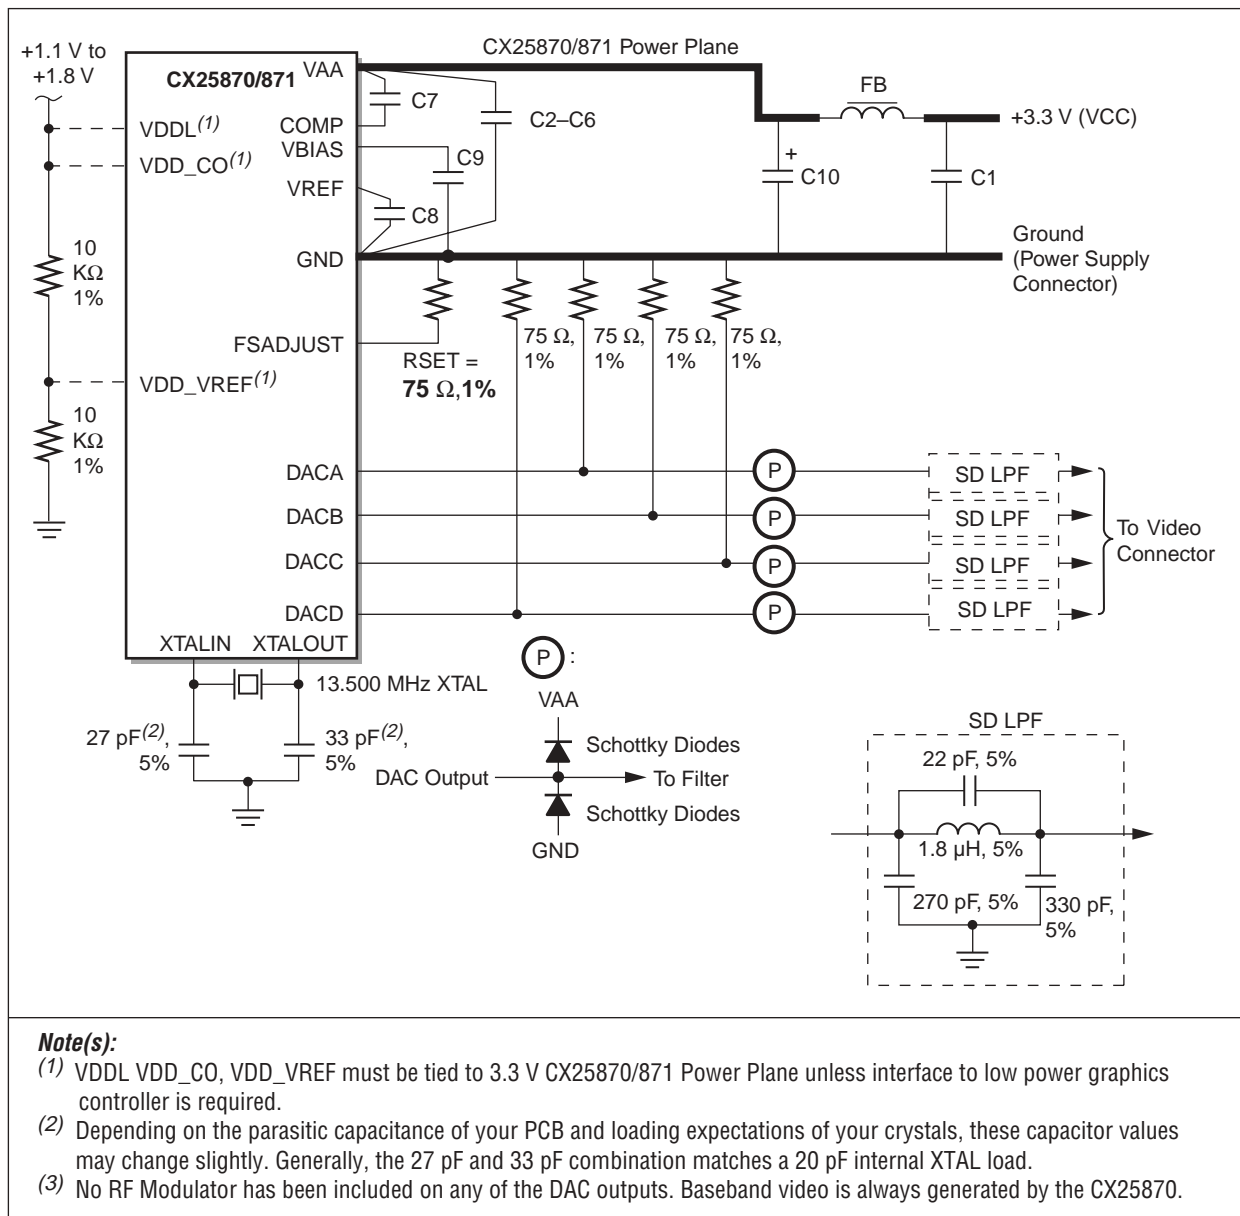 +1.1 V to
+1.8 V
CX25870/871
VAA
CX25870/871 Power Plane
FB
C7
C2–C6
+3.3 V (VCC)
VDDL(1)
COMP
VBIAS
VDD_CO(1)
C9
+
C10
C1
VREF
C8
GND
Ground
(Power Supply
Connector)
10
KΩ
1%
FSADJUST
RSET =
75 Ω,1%
75 Ω,
1%
75 Ω,
1%
75 Ω,
1%
75 Ω,
1%
VDD_VREF(1)
10
KΩ
1%
DACA
P
SD LPF
DACB
P
SD LPF
To Video
Connector
DACC
P
SD LPF
DACD
P
SD LPF
XTALIN
XTALOUT
13.500 MHz XTAL
27 pF(2),
5%
33 pF(2),
5%
P :
VAA
Schottky Diodes
DAC Output
To Filter
Schottky Diodes
GND
SD LPF
22 pF, 5%
1.8 µH, 5%
270 pF, 5%
330 pF,
5%
Note(s):
(1) VDDL VDD_CO, VDD_VREF must be tied to 3.3 V CX25870/871 Power Plane unless interface to low power graphics
controller is required.
(2) Depending on the parasitic capacitance of your PCB and loading expectations of your crystals, these capacitor values
may change slightly. Generally, the 27 pF and 33 pF combination matches a 20 pF internal XTAL load.
(3) No RF Modulator has been included on any of the DAC outputs. Baseband video is always generated by the CX25870.